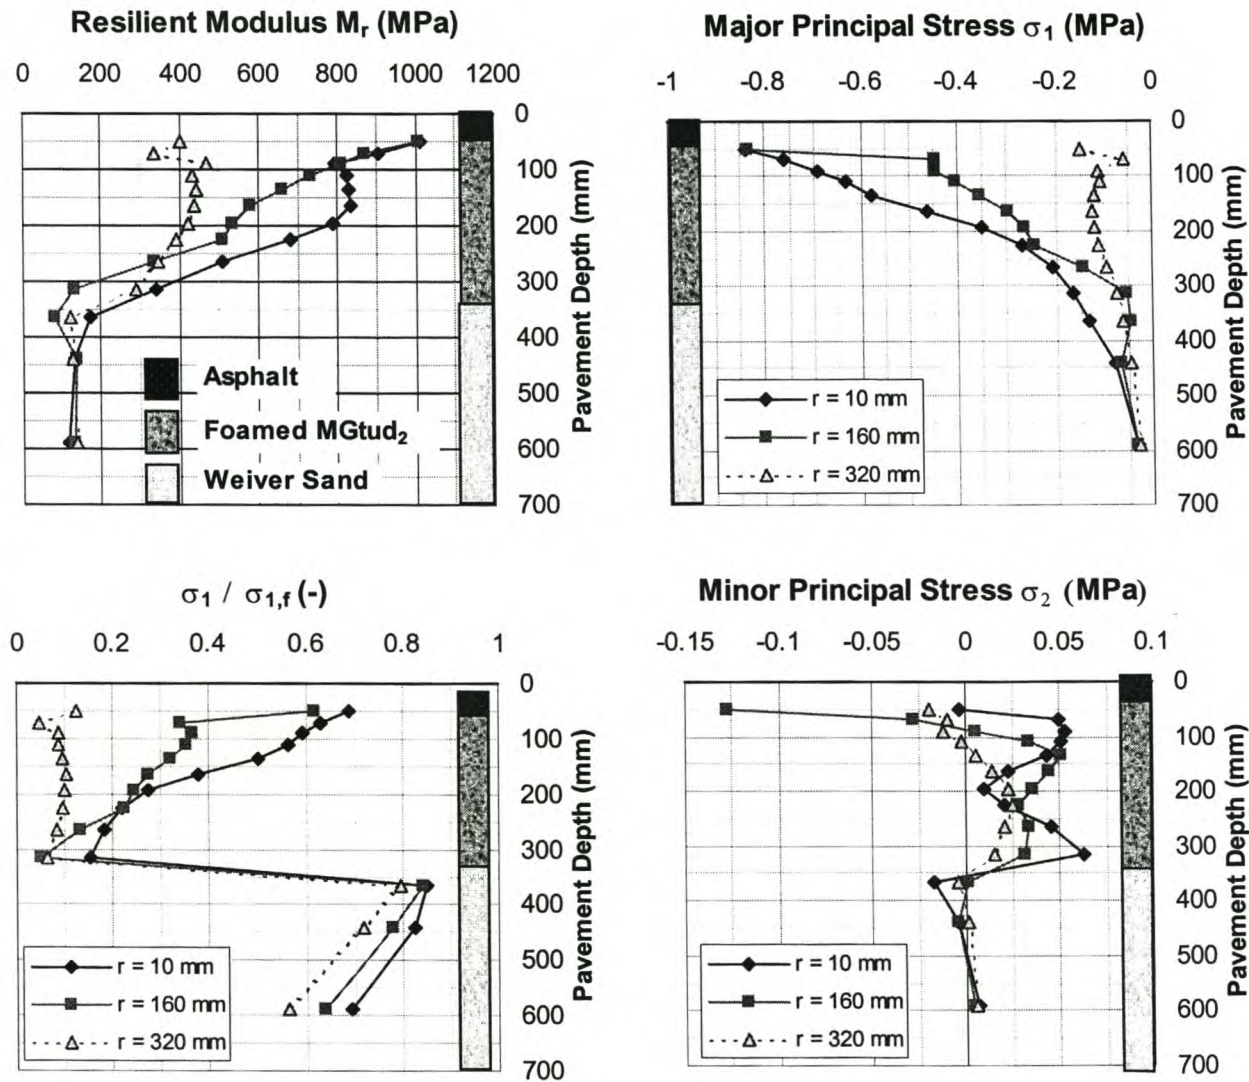 Resilient Modulus Mr (MPa)
0 200 400 600 800 1000 1200
0
100
200
300
400
500
600
700
Pavement Depth (mm)
Asphalt
Foamed MGtud2
Weiver Sand
Major Principal Stress σ1 (MPa)
-1 -0.8 -0.6 -0.4 -0.2 0
0
100
200
300
400
500
600
700
Pavement Depth (mm)
r = 10 mm
r = 160 mm
r = 320 mm
σ1 / σ1,f (-)
0 0.2 0.4 0.6 0.8 1
0
100
200
300
400
500
600
700
Pavement Depth (mm)
r = 10 mm
r = 160 mm
r = 320 mm
Minor Principal Stress σ2 (MPa)
-0.15 -0.1 -0.05 0 0.05 0.1
0
100
200
300
400
500
600
700
Pavement Depth (mm)
r = 10 mm
r = 160 mm
r = 320 mm